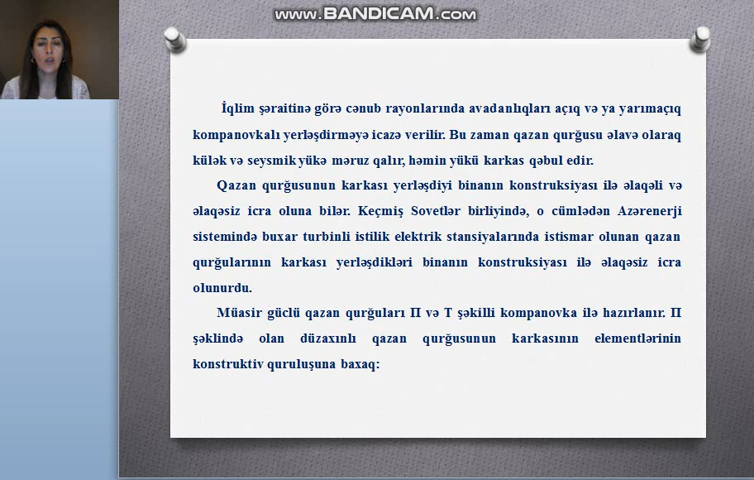 www.BANDICAM.com
İqlim şəraitinə görə cənub rayonlarında avadanlıqları açıq və ya yarımaçıq
kompanovkalı yerləşdirməyə icazə verilir. Bu zaman qazan qurğusu əlavə olaraq
külək və seysmik yükə məruz qalır, həmin yükü karkas qəbul edir.
Qazan qurğusunun karkası yerləşdiyi binanın konstruksiyası ilə əlaqəli və
əlaqəsiz icra oluna bilər. Keçmiş Sovetlər birliyində, o cümlədən Azərenerji
sistemində buxar turbinli istilik elektrik stansiyalarında istismar olunan qazan
qurğularının karkası yerləşdikləri binanın konstruksiyası ilə əlaqəsiz icra
olunurdu.
Müasir güclü qazan qurğuları П və T şəkilli kompanovka ilə hazırlanır. П
şəklində olan düzaxınlı qazan qurğusunun karkasının elementlərinin
konstruktiv quruluşuna baxaq: